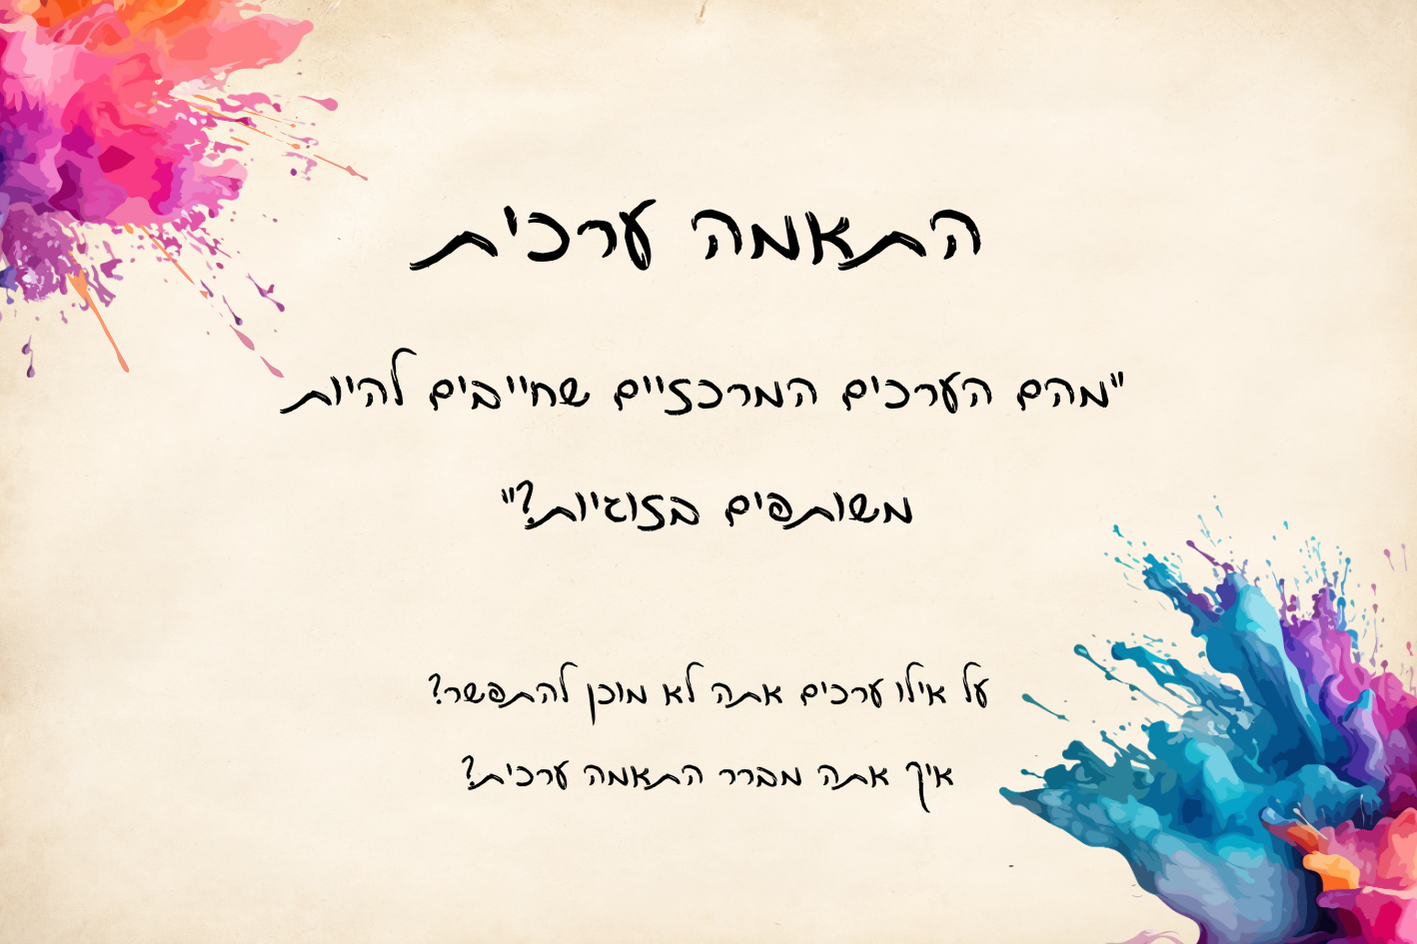 התאמה ערכית
"מהם הערכים המרכזיים שחייבים להיות
משותפים בזוגיות?"
על אילו ערכים אתה לא מוכן להתפשר?
איך אתה מברר התאמה ערכית?